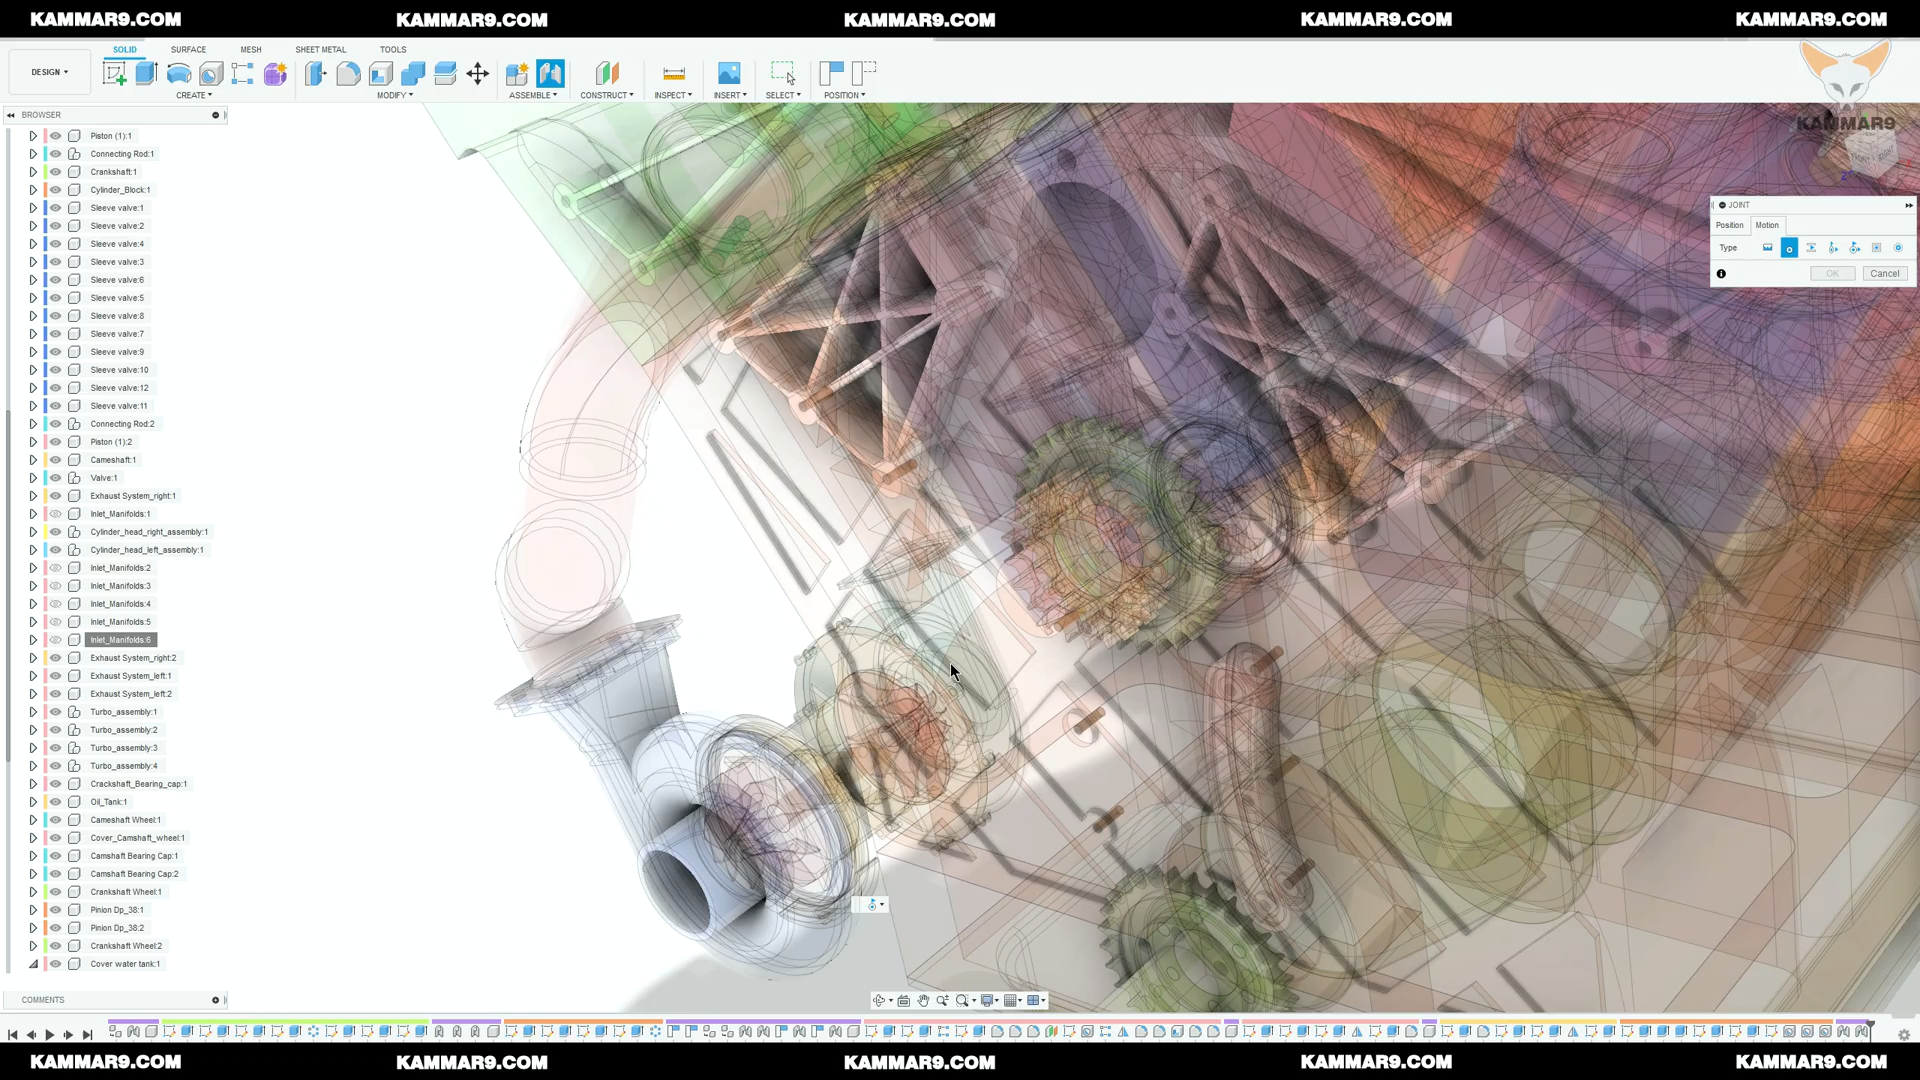 KAMMAR9.COM KAMMAR9.COM KAMMAR9.COM KAMMAR9.COM KAMMAR9.COM
SOLID SURFACE MESH SHEET METAL TOOLS
DESIGN
CREATE MODIFY ASSEMBLE CONSTRUCT INSPECT INSERT SELECT POSITION
BROWSER
KAMMAR9
FRONT RIGHT
Piston (1):1
Connecting Rod:1
Crankshaft:1
Cylinder_Block:1
Sleeve valve:1
Sleeve valve:2
Sleeve valve:4
Sleeve valve:3
Sleeve valve:6
Sleeve valve:5
Sleeve valve:8
Sleeve valve:7
Sleeve valve:9
Sleeve valve:10
Sleeve valve:12
Sleeve valve:11
Connecting Rod:2
Piston (1):2
Cameshaft:1
Valve:1
Exhaust System_right:1
Inlet_Manifolds:1
Cylinder_head_right_assembly:1
Cylinder_head_left_assembly:1
Inlet_Manifolds:2
Inlet_Manifolds:3
Inlet_Manifolds:4
Inlet_Manifolds:5
Inlet_Manifolds:6
Exhaust System_right:2
Exhaust System_left:1
Exhaust System_left:2
Turbo_assembly:1
Turbo_assembly:2
Turbo_assembly:3
Turbo_assembly:4
Crackshaft_Bearing_cap:1
Oil_Tank:1
Cameshaft Wheel:1
Cover_Camshaft_wheel:1
Camshaft Bearing Cap:1
Camshaft Bearing Cap:2
Crankshaft Wheel:1
Pinion Dp_38:1
Pinion Dp_38:2
Crankshaft Wheel:2
Cover water tank:1
JOINT
Position Motion
Type
OK Cancel
COMMENTS
KAMMAR9.COM KAMMAR9.COM KAMMAR9.COM KAMMAR9.COM KAMMAR9.COM